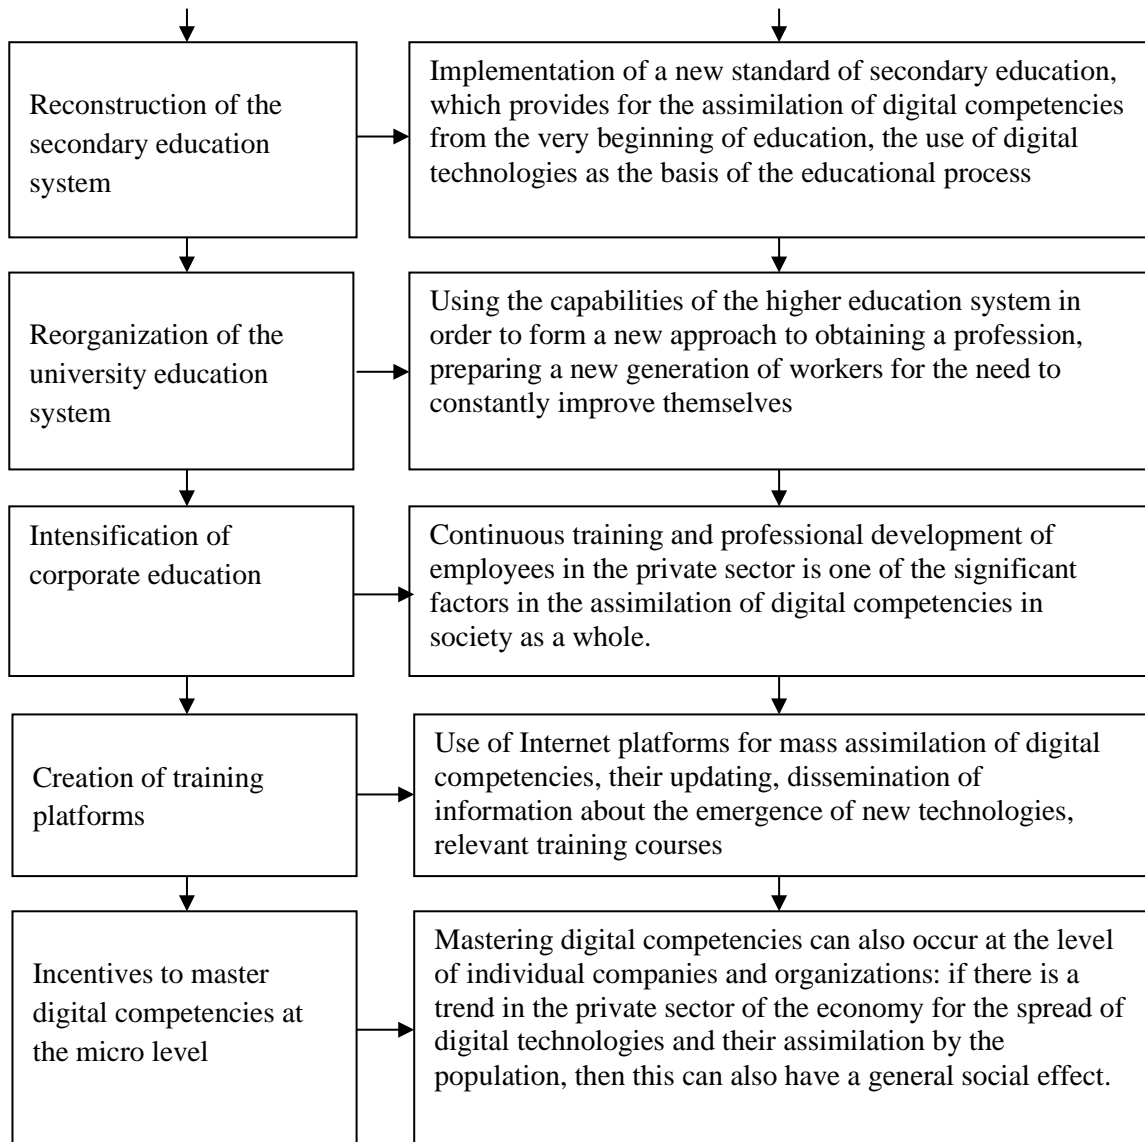 Reconstruction of the
secondary education
system
Implementation of a new standard of secondary education,
which provides for the assimilation of digital competencies
from the very beginning of education, the use of digital
technologies as the basis of the educational process
Reorganization of the
university education
system
Using the capabilities of the higher education system in
order to form a new approach to obtaining a profession,
preparing a new generation of workers for the need to
constantly improve themselves
Intensification of
corporate education
Continuous training and professional development of
employees in the private sector is one of the significant
factors in the assimilation of digital competencies in
society as a whole.
Creation of training
platforms
Use of Internet platforms for mass assimilation of digital
competencies, their updating, dissemination of
information about the emergence of new technologies,
relevant training courses
Incentives to master
digital competencies at
the micro level
Mastering digital competencies can also occur at the level
of individual companies and organizations: if there is a
trend in the private sector of the economy for the spread of
digital technologies and their assimilation by the
population, then this can also have a general social effect.